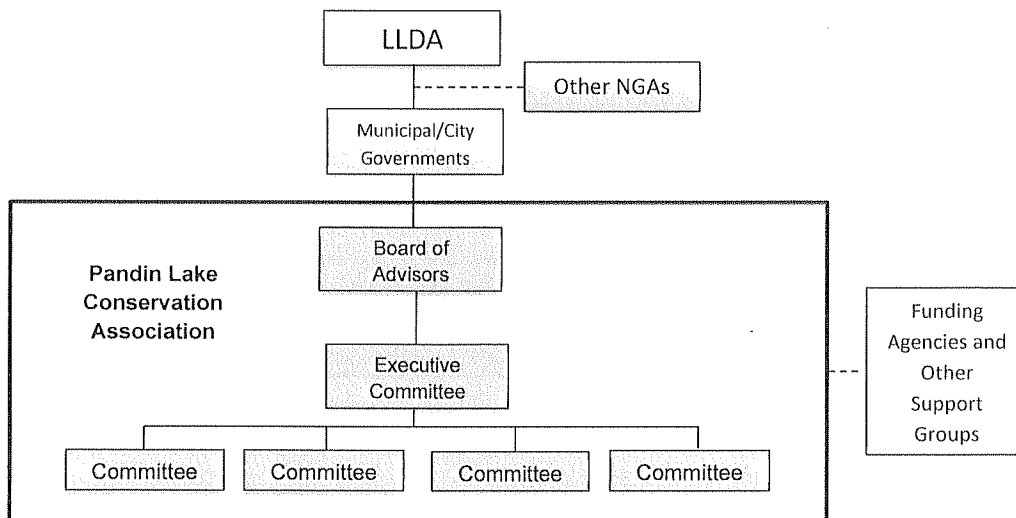 LLDA
Other NGAs
Municipal/City
Governments
Board of
Advisors
Pandin Lake
Conservation
Association
Executive
Committee
Funding
Agencies and
Other
Support
Groups
Committee
Committee
Committee
Committee